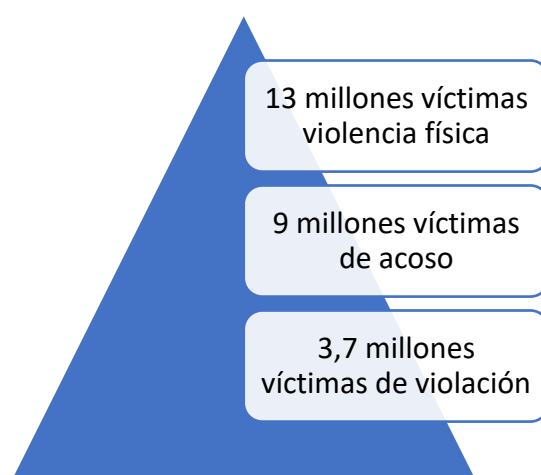 13 millones víctimas
violencia física
9 millones víctimas
de acoso
3,7 millones
víctimas de violación